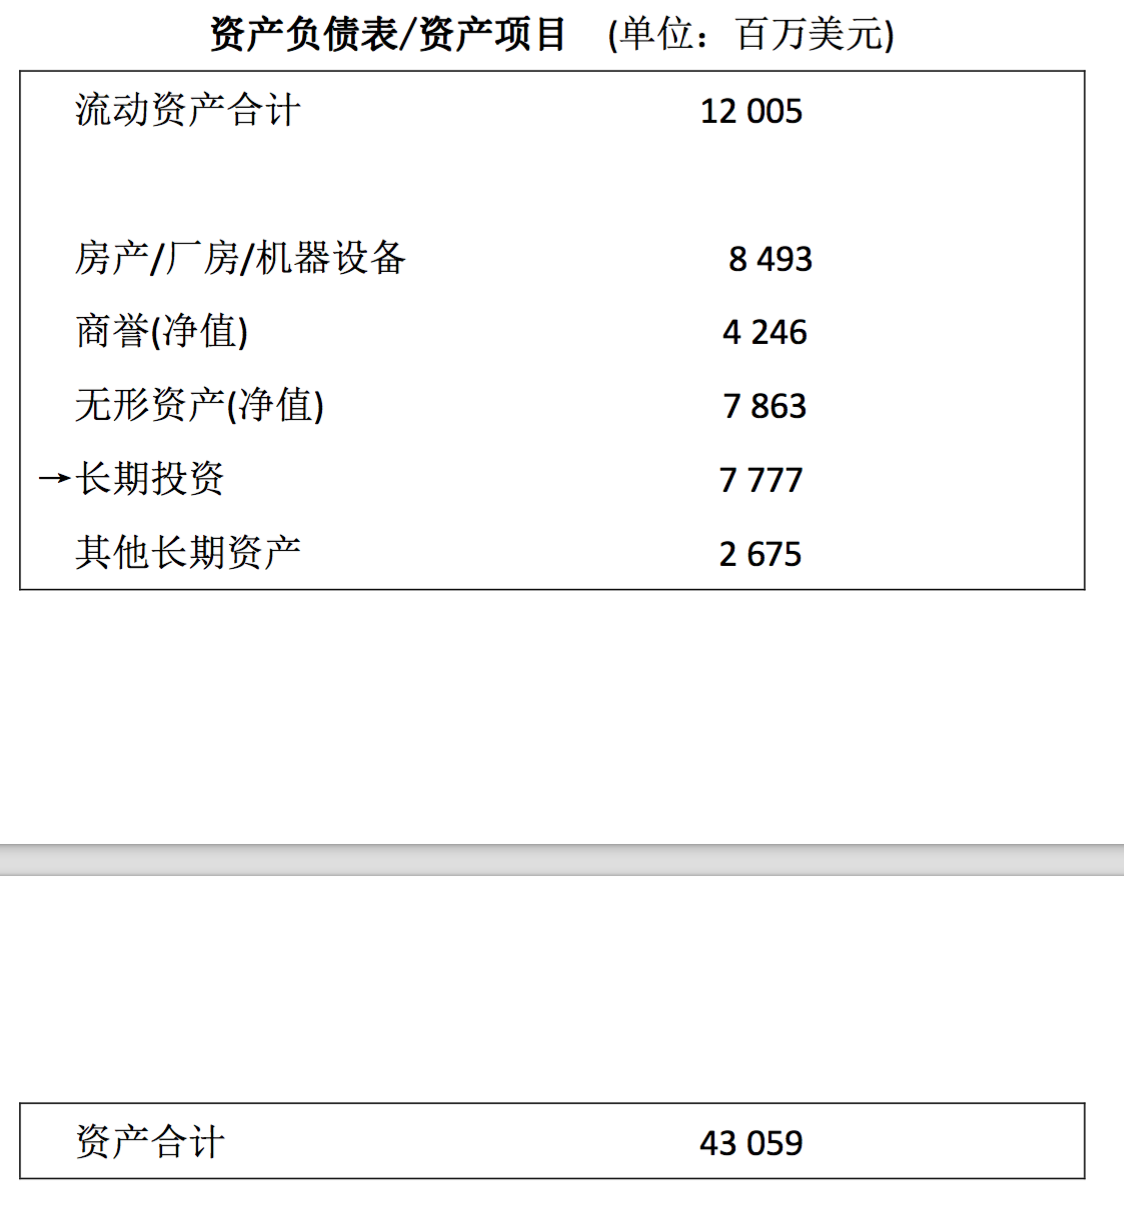 资产负债表/资产项目 (单位：百万美元)
流动资产合计 12 005
房产/厂房/机器设备 8 493
商誉(净值) 4 246
无形资产(净值) 7 863
→长期投资 7 777
其他长期资产 2 675
资产合计 43 059